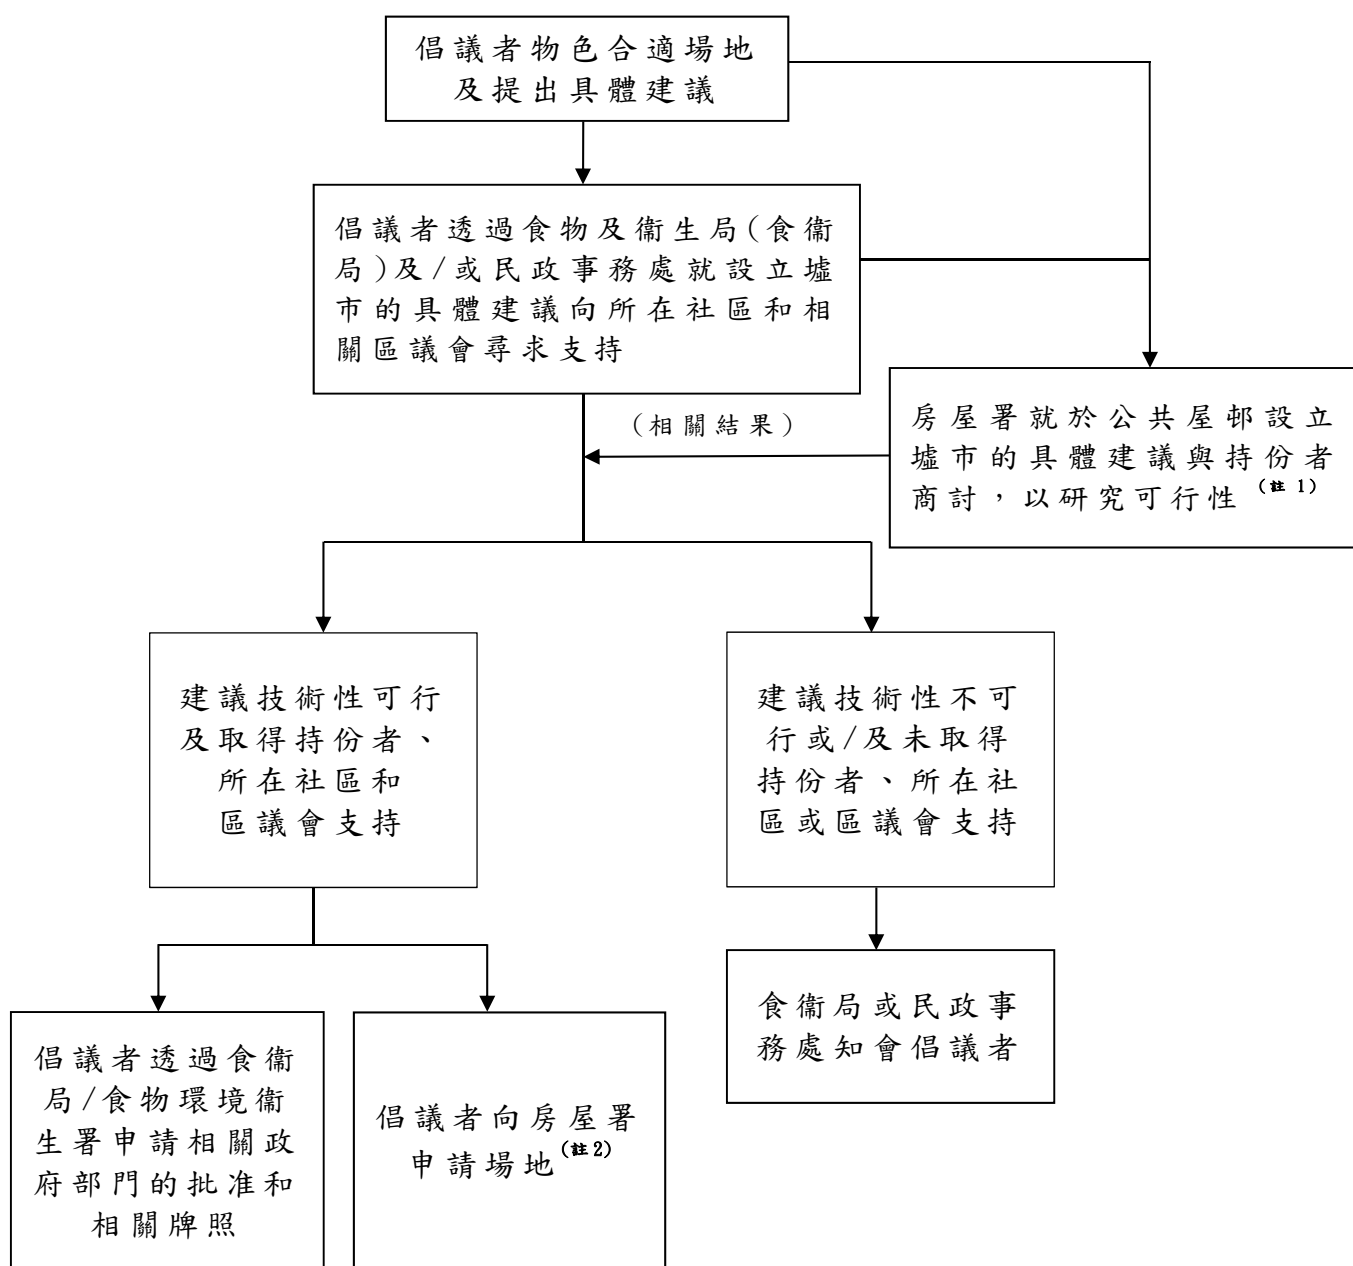 倡議者物色合適場地
及提出具體建議
倡議者透過食物及衞生局(食衞
局)及/或民政事務處就設立墟
市的具體建議向所在社區和相
關區議會尋求支持
(相關結果)
房屋署就於公共屋邨設立
墟市的具體建議與持份者
商討，以研究可行性(註 1)
建議技術性可行
及取得持份者、
所在社區和
區議會支持
建議技術性不可
行或/及未取得
持份者、所在社
區或區議會支持
倡議者透過食衞
局/食物環境衞
生署申請相關政
府部門的批准和
相關牌照
倡議者向房屋署
申請場地(註2)
食衞局或民政事
務處知會倡議者